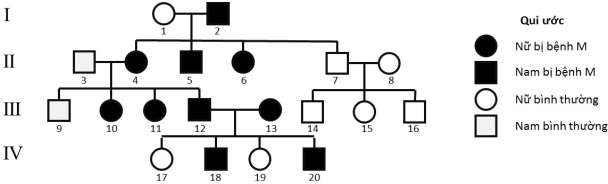 I
1 2
Qui ước
II
3 4 5 6 7 8
Nữ bị bệnh M
Nam bị bệnh M
III
9 10 11 12 13 14 15 16
Nữ bình thường
Nam bình thường
IV
17 18 19 20